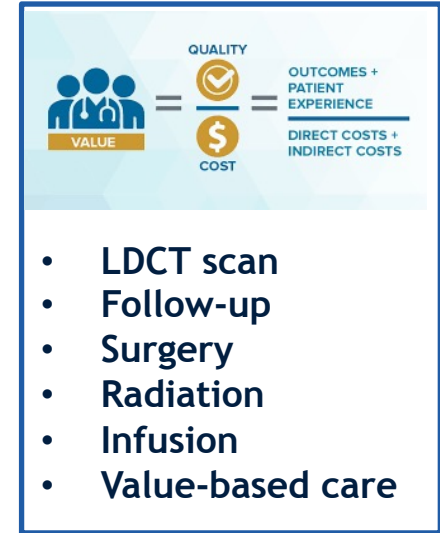 QUALITY
VALUE
=
$
COST
=
OUTCOMES +
PATIENT
EXPERIENCE
DIRECT COSTS +
INDIRECT COSTS
• LDCT scan
• Follow-up
• Surgery
• Radiation
• Infusion
• Value-based care